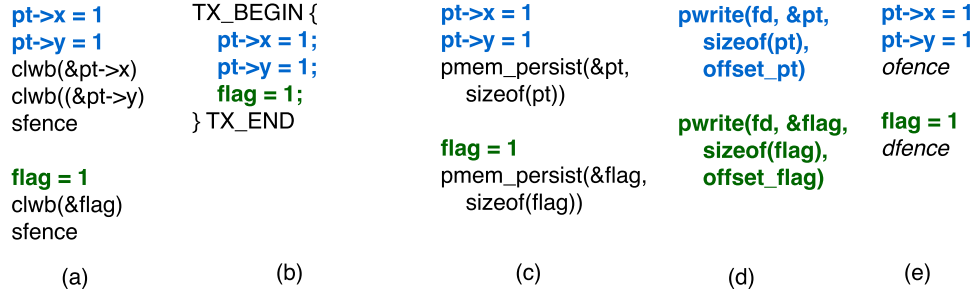 pt->x = 1
pt->y = 1
clwb(&pt->x)
clwb((&pt->y)
sfence
flag = 1
clwb(&flag)
sfence
(a)
TX_BEGIN {
pt->x = 1;
pt->y = 1;
flag = 1;
} TX_END
(b)
pt->x = 1
pt->y = 1
pmem_persist(&pt,
sizeof(pt))
flag = 1
pmem_persist(&flag,
sizeof(flag))
(c)
pwrite(fd, &pt,
sizeof(pt),
offset_pt)
pwrite(fd, &flag,
sizeof(flag),
offset_flag)
(d)
pt->x = 1
pt->y = 1
ofence
flag = 1
dfence
(e)